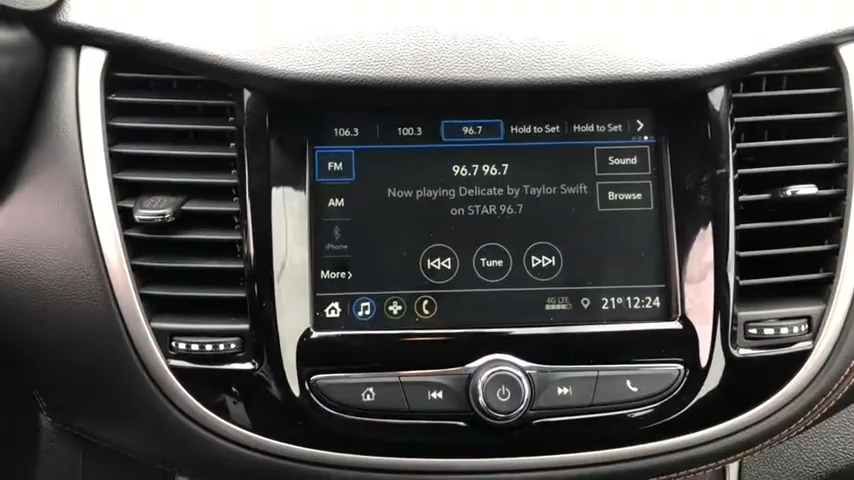 106.3 100.3 96.7 Hold to Set Hold to Set
FM
96.7 96.7
Sound
Now playing Delicate by Taylor Swift
on STAR 96.7
Browse
AM
iPhone
More
Tune
4G LTE 21° 12:24